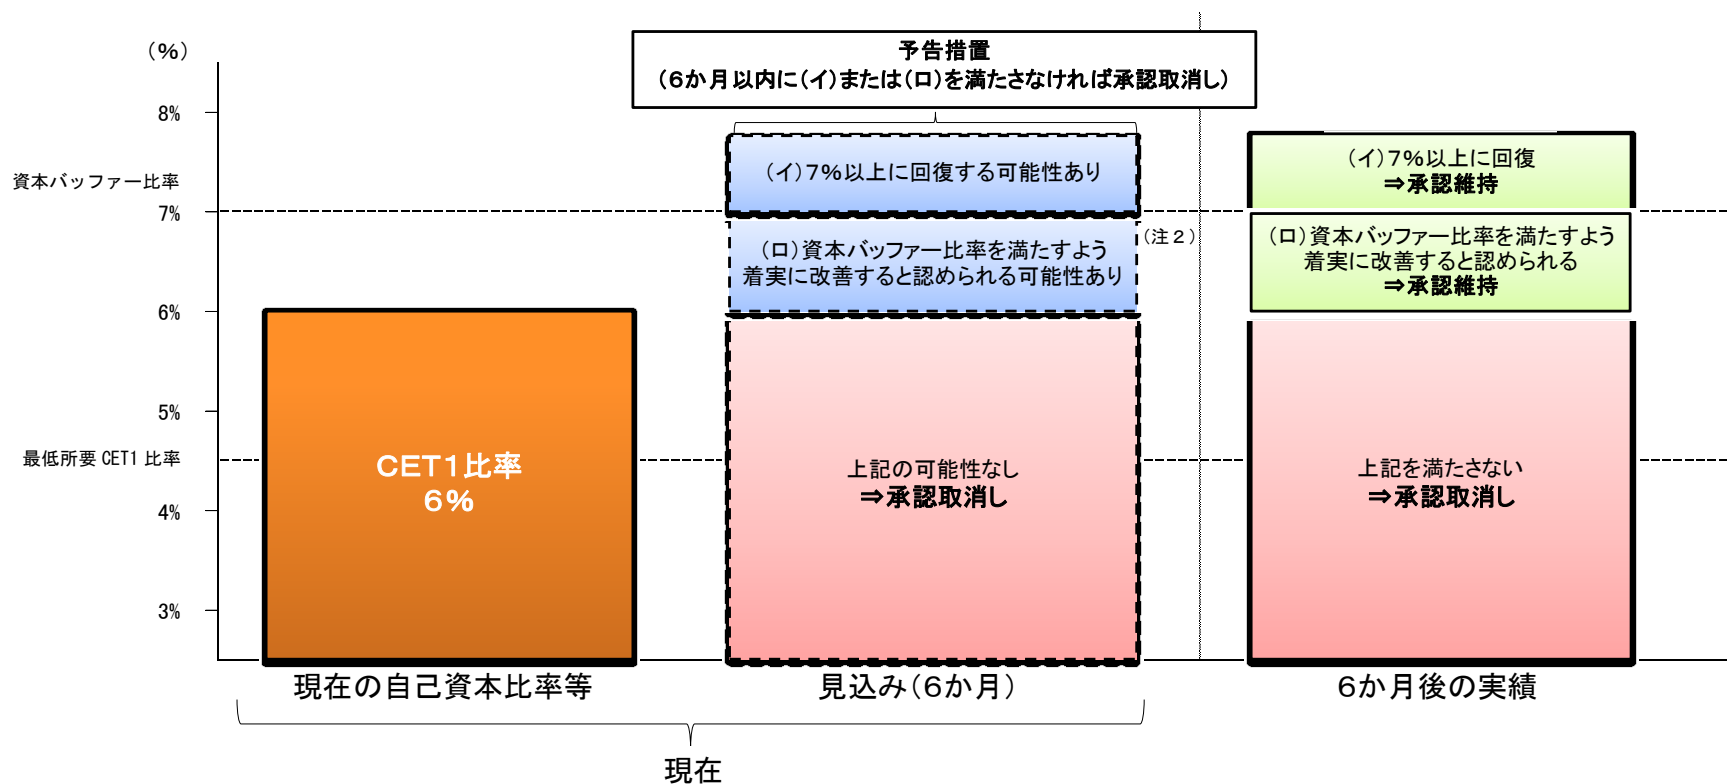 （％）
予告措置
（６か月以内に（イ）または（ロ）を満たさなければ承認取消し）
8%
資本バッファー比率
7%
6%
5%
最低所要 CET1 比率
4%
3%
（イ）７％以上に回復する可能性あり
（ロ）資本バッファー比率を満たすよう
着実に改善すると認められる可能性あり
（注２）
（イ）７％以上に回復
⇒承認維持
（ロ）資本バッファー比率を満たすよう
着実に改善すると認められる
⇒承認維持
ＣＥＴ１比率
６％
上記の可能性なし
⇒承認取消し
上記を満たさない
⇒承認取消し
現在の自己資本比率等
見込み（６か月）
６か月後の実績
現在